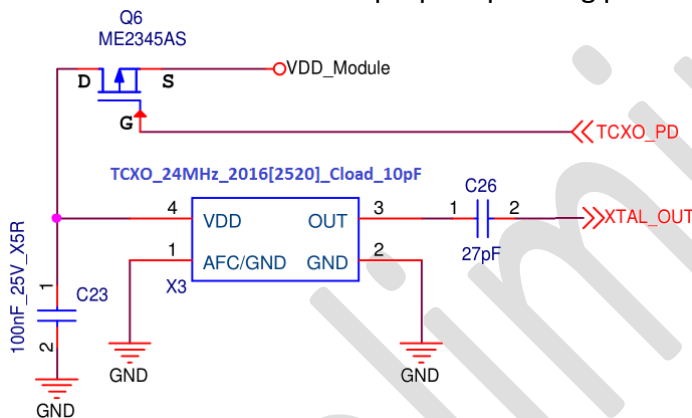 Q6
ME2345AS
D
S
G
VDD_Module
TCXO_PD
TCXO_24MHz_2016[2520]_Cload_10pF
4
VDD
OUT
3
1
AFC/GND
GND
2
X3
C26
1
2
27pF
XTAL_OUT
100nF_25V_X5R
1
C23
2
GND
GND
GND